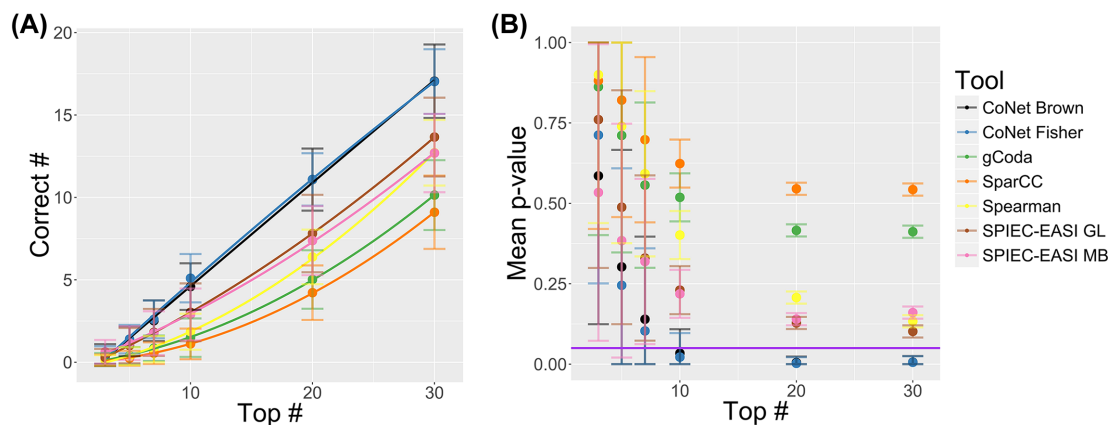 (A)
20
15
10
5
0
Correct #
10
20
30
Top #
(B)
1.00
0.75
0.50
0.25
0.00
Mean p-value
10
20
30
Top #
Tool
CoNet Brown
CoNet Fisher
gCoda
SparCC
Spearman
SPIEC-EASI GL
SPIEC-EASI MB